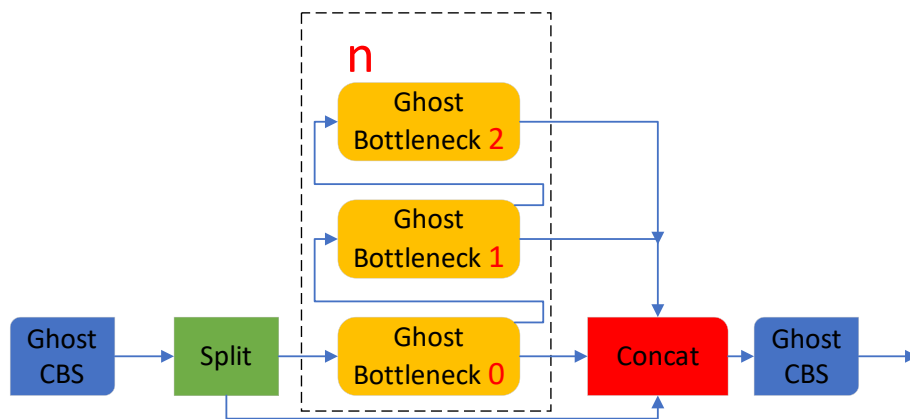 n
Ghost
Bottleneck 2
Ghost
Bottleneck 1
Ghost
CBS
Split
Ghost
Bottleneck 0
Concat
Ghost
CBS